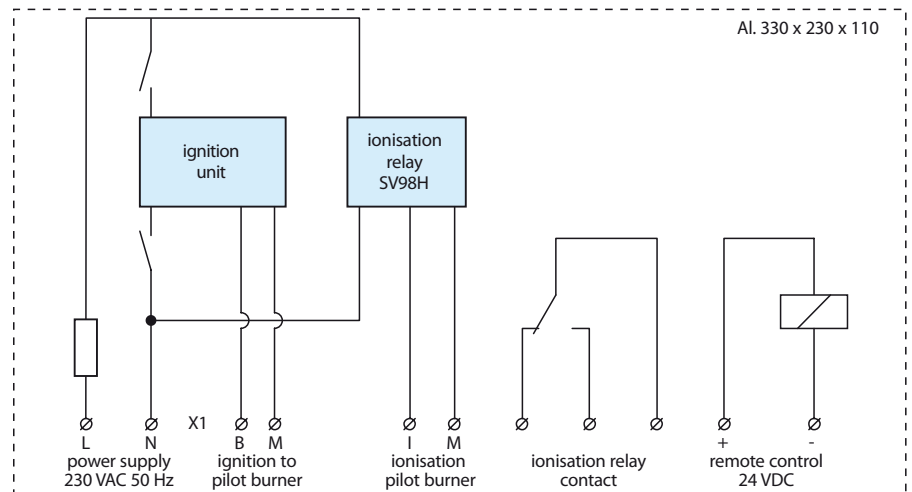 Al. 330 x 230 x 110
ignition
unit
ionisation
relay
SV98H
L
N
X1
B
M
I
M
+
-
power supply
230 VAC 50 Hz
ignition to
pilot burner
ionisation
pilot burner
ionisation relay
contact
remote control
24 VDC